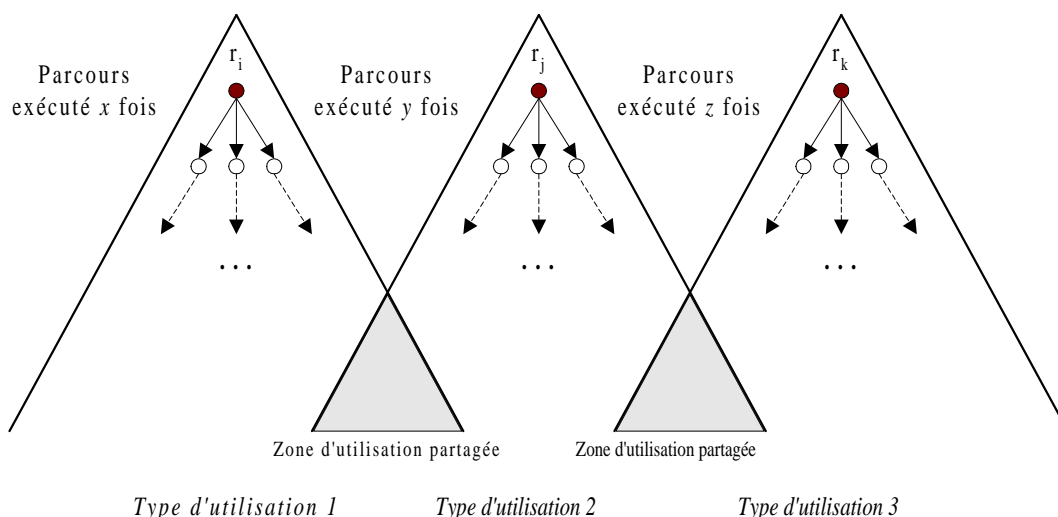 r_i
Parcours
exécuté x fois
r_j
Parcours
exécuté y fois
r_k
Parcours
exécuté z fois
...
...
...
Zone d'utilisation partagée
Zone d'utilisation partagée
Type d'utilisation 1
Type d'utilisation 2
Type d'utilisation 3